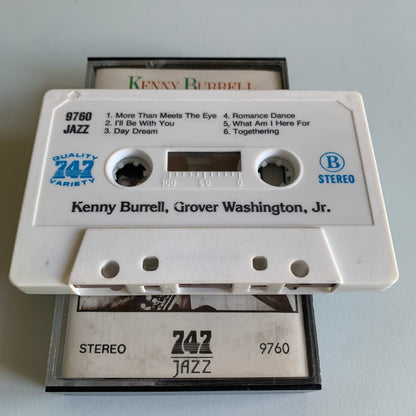 KENNY BURRELL
9760
JAZZ
1. More Than Meets The Eye
2. I'll Be With You
3. Day Dream
4. Romance Dance
5. What Am I Here For
6. Togethering
QUALITY
747
VARIETY
100 50 0
B
STEREO
Kenny Burrell, Grover Washington, Jr.
STEREO
747
JAZZ
9760